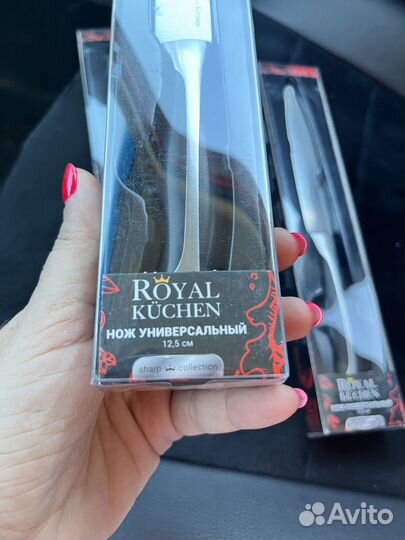 ROYAL
KÜCHEN
НОЖ УНИВЕРСАЛЬНЫЙ
12,5 см
sharp collection
ROYAL
KÜCHEN
Avito